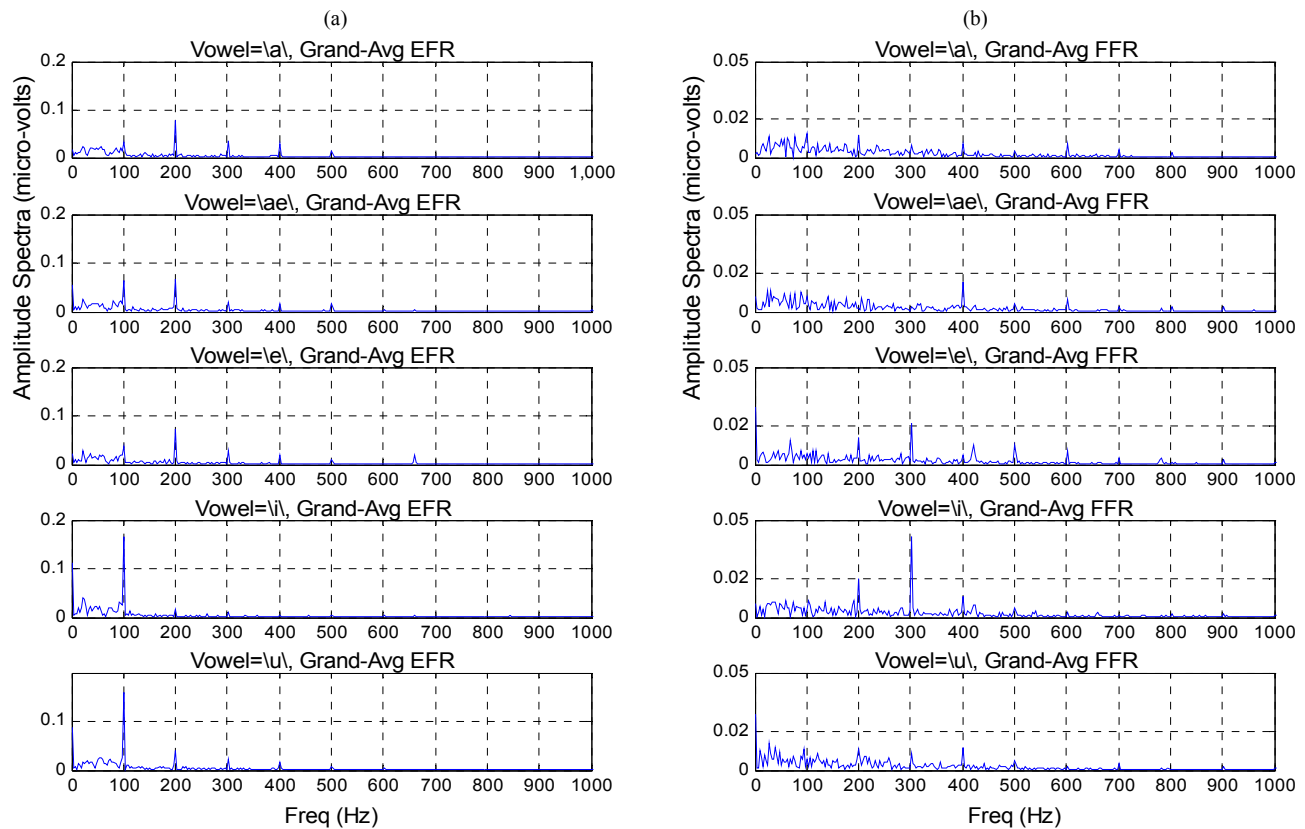 (a)
Vowel=\a\, Grand-Avg EFR
0.2
0.1
0
0 100 200 300 400 500 600 700 800 900 1,000
Vowel=\ae\, Grand-Avg EFR
0.2
0.1
0
0 100 200 300 400 500 600 700 800 900 1000
Vowel=\e\, Grand-Avg EFR
0.2
0.1
0
0 100 200 300 400 500 600 700 800 900 1000
Vowel=\i\, Grand-Avg EFR
0.2
0.1
0
0 100 200 300 400 500 600 700 800 900 1000
Vowel=\u\, Grand-Avg EFR
0.1
0
0 100 200 300 400 500 600 700 800 900 1000
Freq (Hz)
Amplitude Spectra (micro-volts)
(b)
Vowel=\a\, Grand-Avg FFR
0.05
0.02
0
0 100 200 300 400 500 600 700 800 900 1000
Vowel=\ae\, Grand-Avg FFR
0.05
0.02
0
0 100 200 300 400 500 600 700 800 900 1000
Vowel=\e\, Grand-Avg FFR
0.05
0.02
0
0 100 200 300 400 500 600 700 800 900 1000
Vowel=\i\, Grand-Avg FFR
0.05
0.02
0
0 100 200 300 400 500 600 700 800 900 1000
Vowel=\u\, Grand-Avg FFR
0.05
0.02
0
0 100 200 300 400 500 600 700 800 900 1000
Freq (Hz)
Amplitude Spectra (micro-volts)